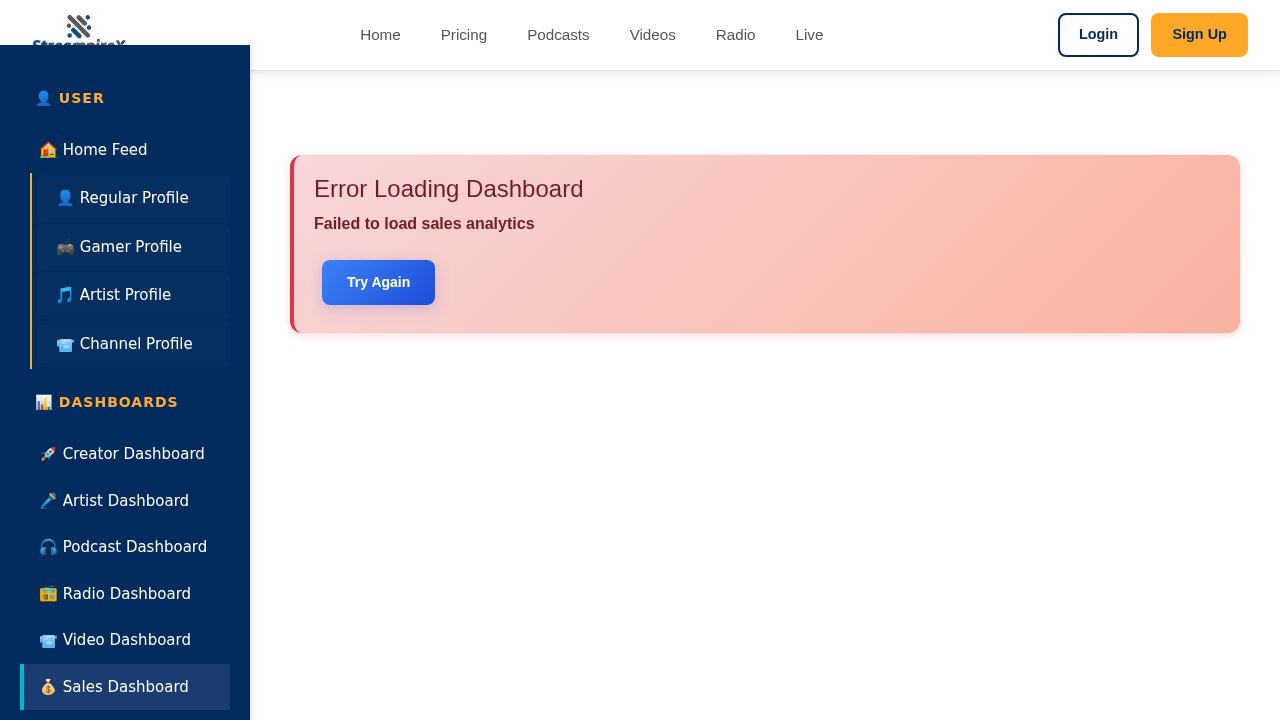 StreampireX
Home
Pricing
Podcasts
Videos
Radio
Live
Login
Sign Up
USER
Home Feed
Regular Profile
Gamer Profile
Artist Profile
Channel Profile
DASHBOARDS
Creator Dashboard
Artist Dashboard
Podcast Dashboard
Radio Dashboard
Video Dashboard
Sales Dashboard
Error Loading Dashboard
Failed to load sales analytics
Try Again